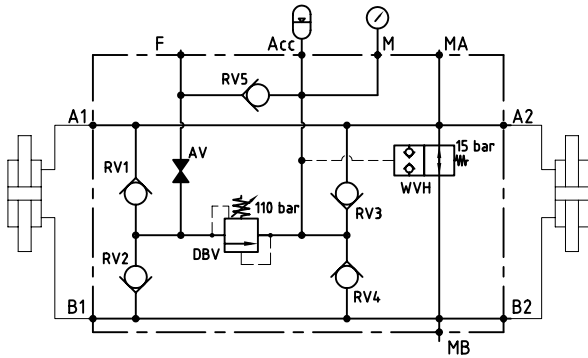 F
Acc
M
MA
RV5
A1
A2
RV1
AV
15 bar
WVH
110 bar
RV3
RV2
DBV
RV4
B1
B2
MB